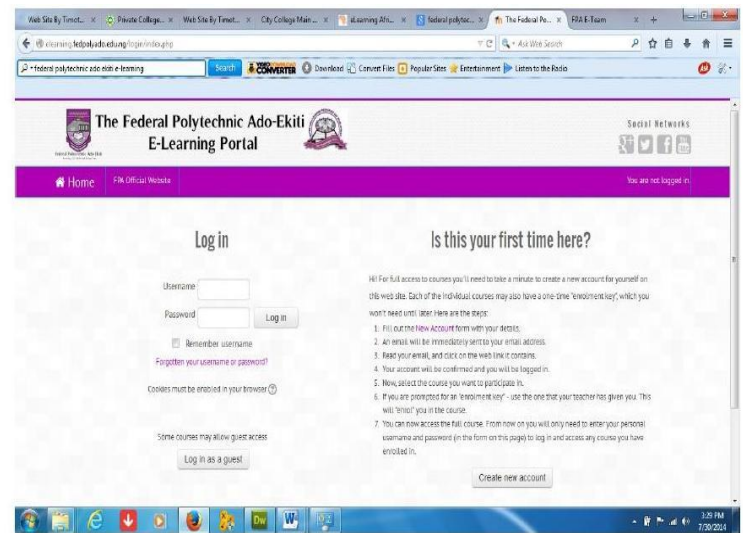 Web Site By Timot...
Private College...
Web Site By Timot...
City College Main ...
eLearning Afri...
federal polytec...
The Federal Po...
FPA E-Team
elearning.fedpolyado.edu.ng/login/index.php
Ask Web Search
federal polytechnic ado ekiti e-learning
Search
VIDEO DOWNLOAD
CONVERTER
Download
Convert Files
Popular Sites
Entertainment
Listen to the Radio
The Federal Polytechnic Ado-Ekiti
E-Learning Portal
Social Networks
Home
FPA Official Website
You are not logged in.
Log in
Username
Password
Log in
Remember username
Forgotten your username or password?
Cookies must be enabled in your browser
Some courses may allow guest access
Log in as a guest
Is this your first time here?
Hi! For full access to courses you'll need to take a minute to create a new account for yourself on
this web site. Each of the individual courses may also have a one-time "enrolment key", which you
won't need until later. Here are the steps:
1. Fill out the New Account form with your details.
2. An email will be immediately sent to your email address.
3. Read your email, and click on the web link it contains.
4. Your account will be confirmed and you will be logged in.
5. Now, select the course you want to participate in.
6. If you are prompted for an "enrolment key" - use the one that your teacher has given you. This
will "enrol" you in the course.
7. You can now access the full course. From now on you will only need to enter your personal
username and password (in the form on this page) to log in and access any course you have
enrolled in.
Create new account
Dw
W
3:29 PM
7/30/2014